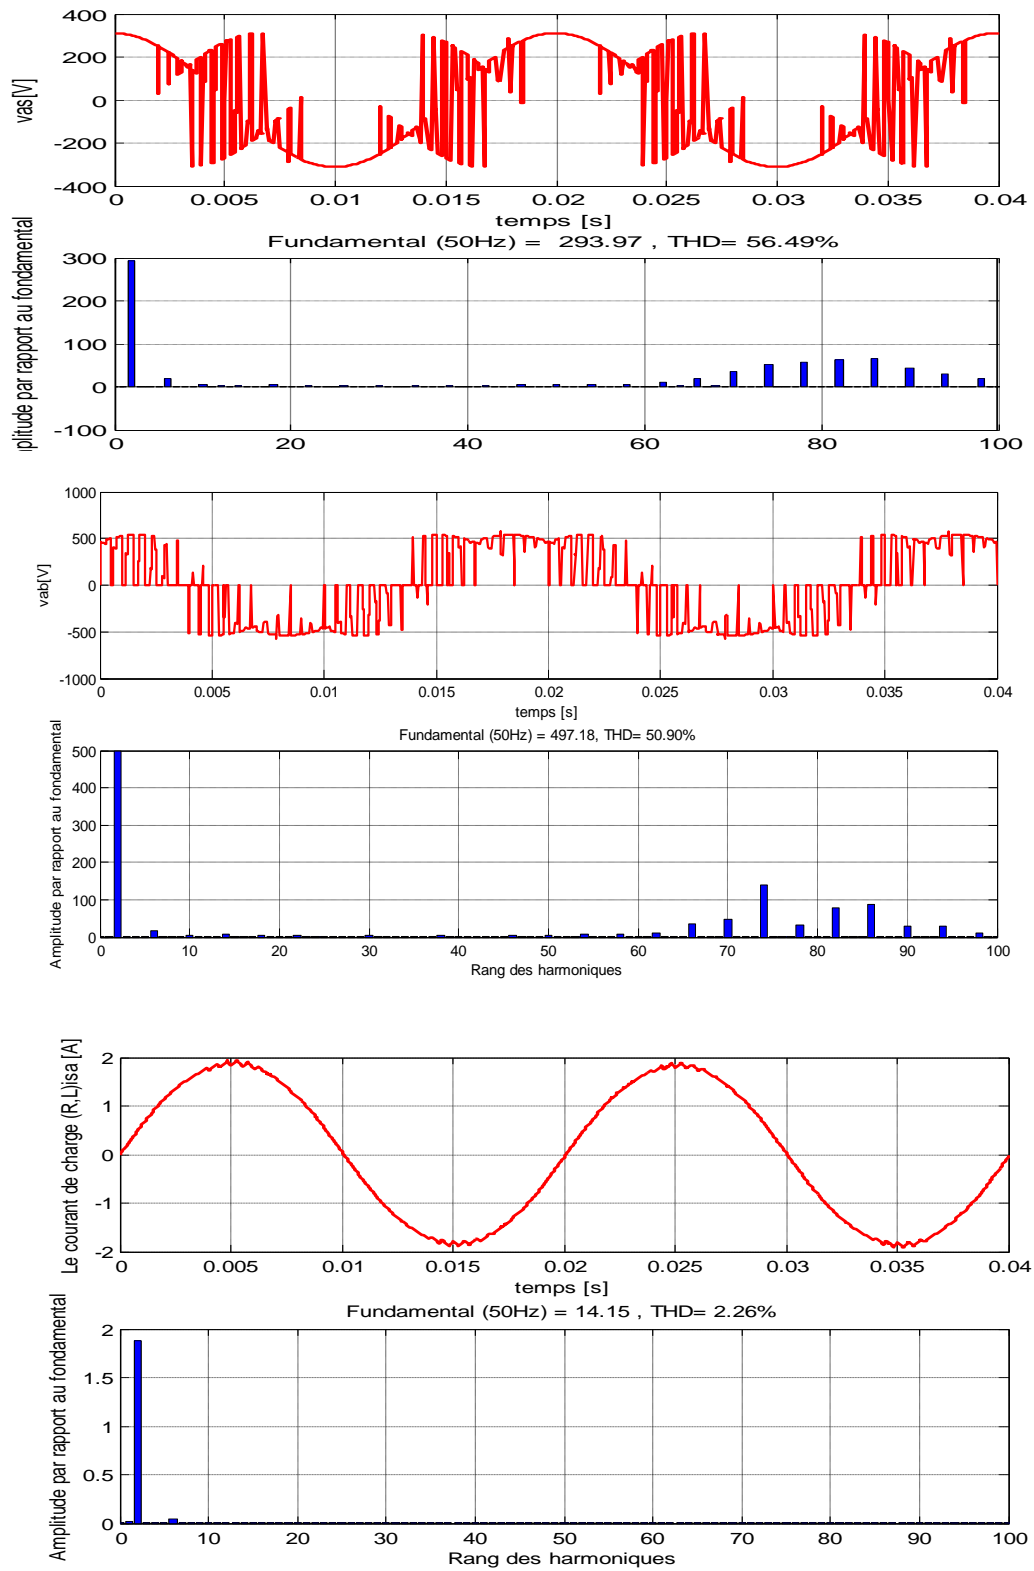 400
200
0
-200
-400
vas[V]
0 0.005 0.01 0.015 0.02 0.025 0.03 0.035 0.04
temps [s]
Fundamental (50Hz) = 293.97 , THD= 56.49%
300
200
100
0
-100
plitude par rapport au fondamental
0 20 40 60 80 100
1000
500
0
-500
-1000
vab[V]
0 0.005 0.01 0.015 0.02 0.025 0.03 0.035 0.04
temps [s]
Fundamental (50Hz) = 497.18, THD= 50.90%
500
400
300
200
100
0
Amplitude par rapport au fondamental
0 10 20 30 40 50 60 70 80 90 100
Rang des harmoniques
2
1
0
-1
-2
Le courant de charge (R,L)isa [A]
0 0.005 0.01 0.015 0.02 0.025 0.03 0.035 0.04
temps [s]
Fundamental (50Hz) = 14.15 , THD= 2.26%
2
1.5
1
0.5
0
Amplitude par rapport au fondamental
0 10 20 30 40 50 60 70 80 90 100
Rang des harmoniques